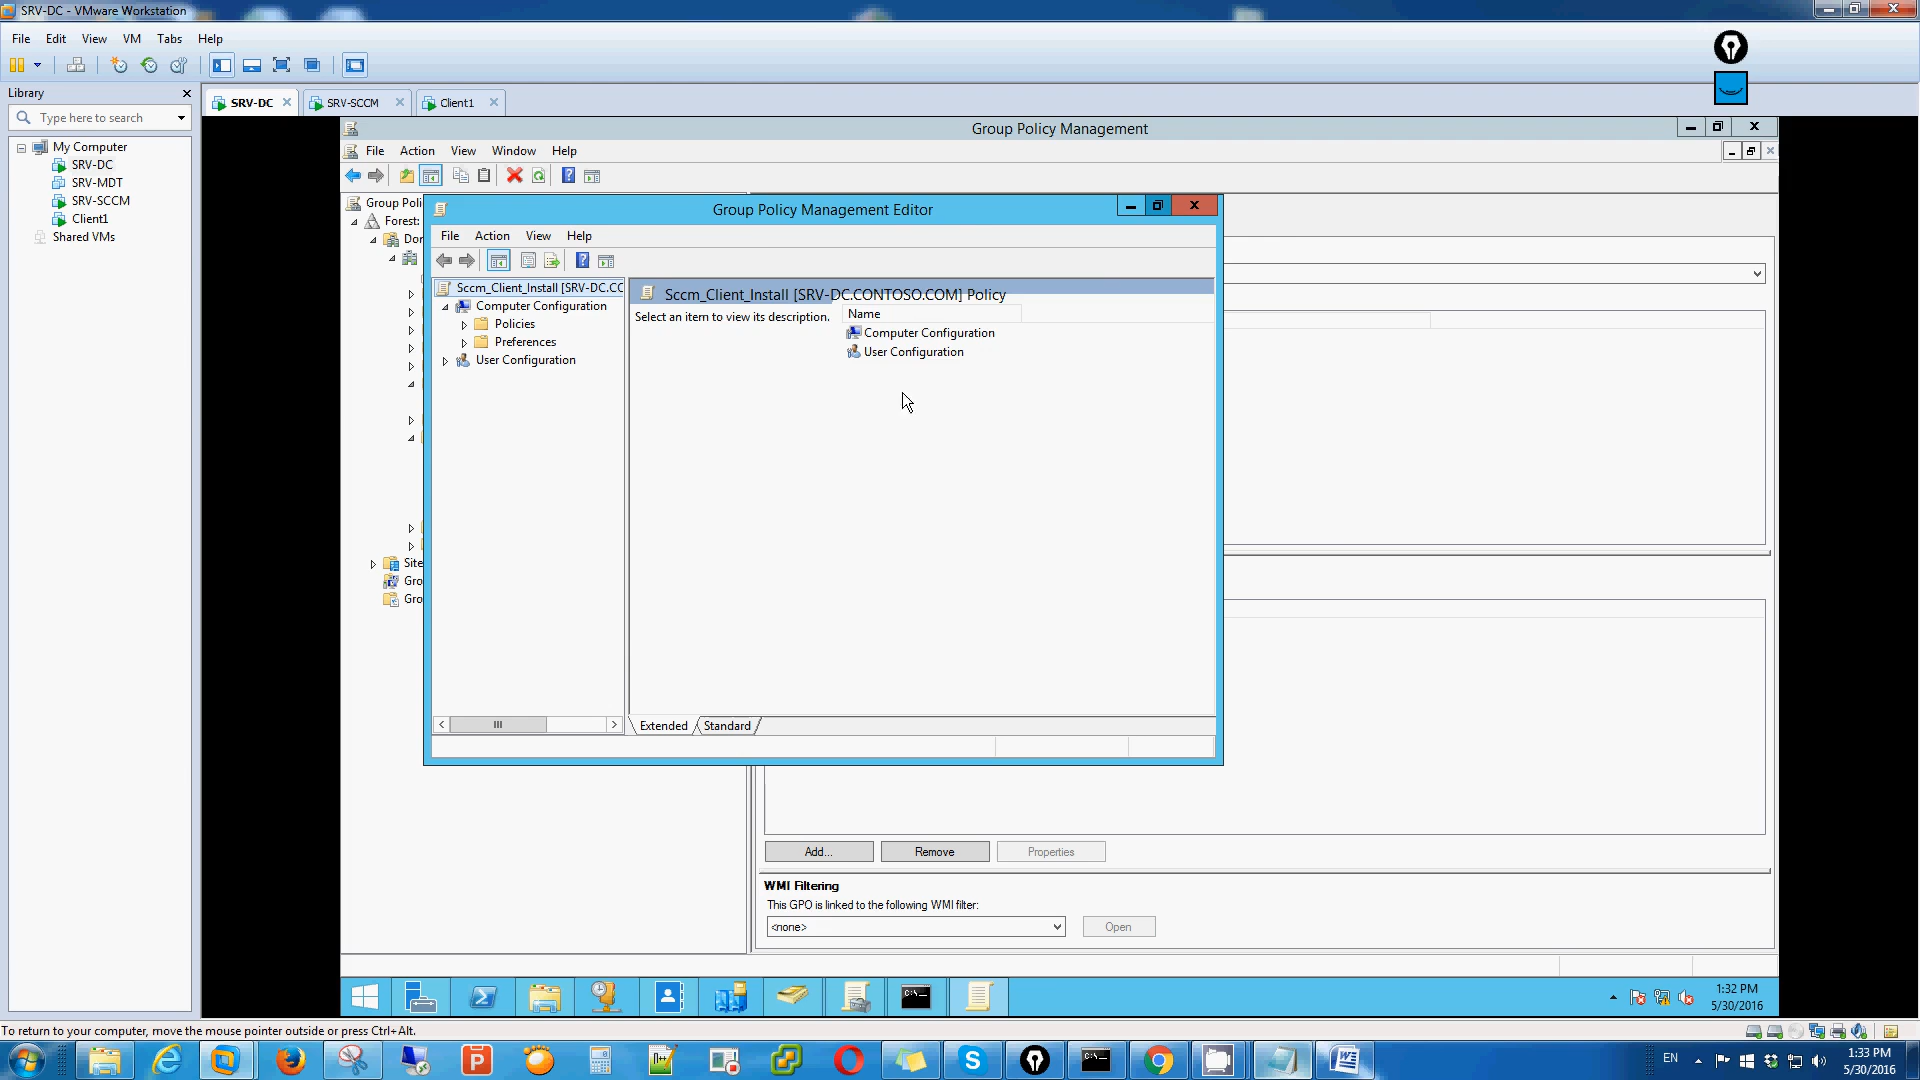 SRV-DC - VMware Workstation
File Edit View VM Tabs Help
Library
Type here to search
My Computer
SRV-DC
SRV-MDT
SRV-SCCM
Client1
Shared VMs
SRV-DC SRV-SCCM Client1
Group Policy Management
File Action View Window Help
Group Poli
Forest:
Dor
Site
Gro
Gro
Group Policy Management Editor
File Action View Help
Sccm_Client_Install [SRV-DC.CC
Computer Configuration
Policies
Preferences
User Configuration
Sccm_Client_Install [SRV-DC.CONTOSO.COM] Policy
Select an item to view its description.
Name
Computer Configuration
User Configuration
Extended Standard
Add... Remove Properties
WMI Filtering
This GPO is linked to the following WMI filter:
<none> Open
1:32 PM
5/30/2016
To return to your computer, move the mouse pointer outside or press Ctrl+Alt.
EN
1:33 PM
5/30/2016